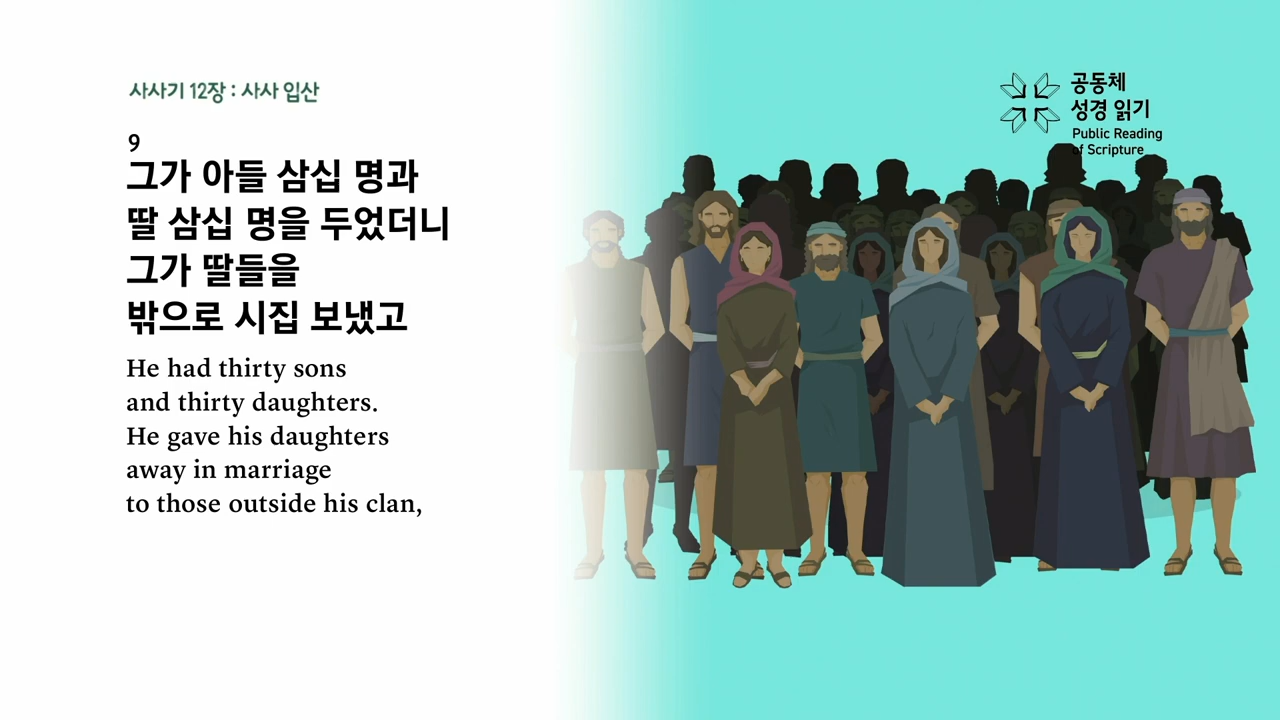 사사기 12장 : 사사 입산
9
그가 아들 삼십 명과
딸 삼십 명을 두었더니
그가 딸들을
밖으로 시집 보냈고
He had thirty sons
and thirty daughters.
He gave his daughters
away in marriage
to those outside his clan,
공동체
성경 읽기
Public Reading
of Scripture